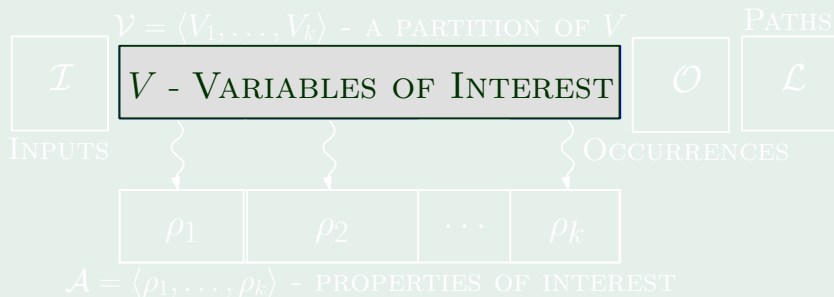 𝒱 = ⟨V₁, . . . , Vₖ⟩ - A PARTITION OF V
PATHS
ℐ
V - VARIABLES OF INTEREST
𝒪
ℒ
INPUTS
OCCURRENCES
ρ₁
ρ₂
· · ·
ρₖ
𝒜 = ⟨ρ₁, . . . , ρₖ⟩ - PROPERTIES OF INTEREST